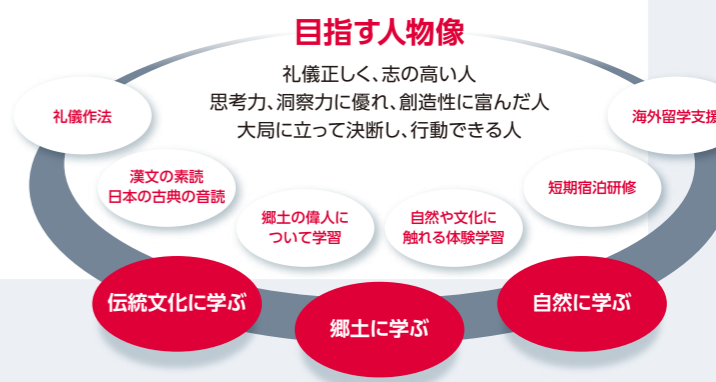 目指す人物像
礼儀正しく、志の高い人
思考力、洞察力に優れ、創造性に富んだ人
大局に立って決断し、行動できる人
礼儀作法
海外留学支援
漢文の素読
日本の古典の音読
短期宿泊研修
郷土の偉人に
ついて学習
自然や文化に
触れる体験学習
伝統文化に学ぶ
郷土に学ぶ
自然に学ぶ